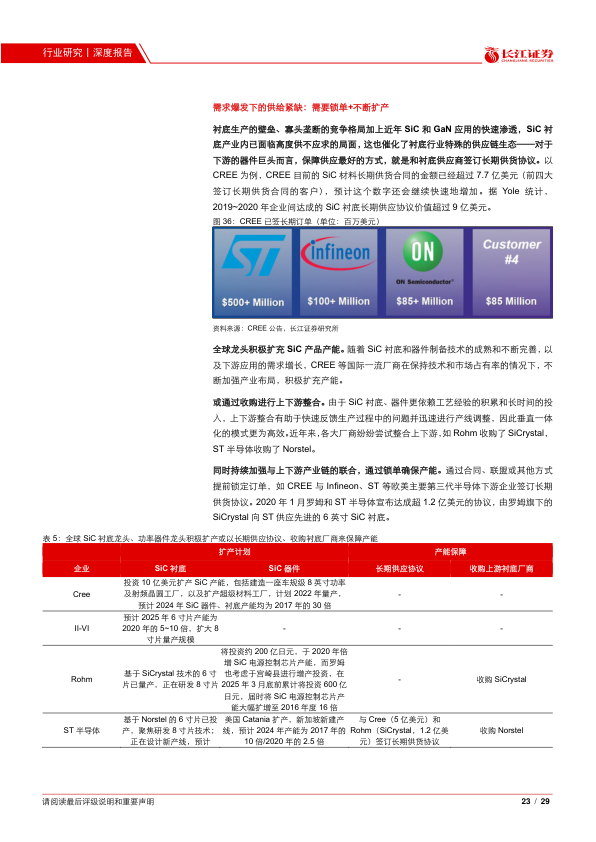 行业研究丨深度报告
长江证券
CHANGJIANG SECURITIES
需求爆发下的供给紧缺：需要锁单+不断扩产
衬底生产的壁垒、寡头垄断的竞争格局加上近年 SiC 和 GaN 应用的快速渗透，SiC 衬
底产业内已面临高度供不应求的局面，这也催化了衬底行业特殊的供应链生态——对于
下游的器件巨头而言，保障供应最好的方式，就是和衬底供应商签订长期供货协议。以
CREE 为例，CREE 目前的 SiC 材料长期供货合同的金额已经超过 7.7 亿美元（前四大
签订长期供货合同的客户），预计这个数字还会继续快速地增加。据 Yole 统计，
2019~2020 年企业间达成的 SiC 衬底长期供应协议价值超过 9 亿美元。
图 36：CREE 已签长期订单（单位：百万美元）
ST
infineon
ON
ON Semiconductor
Customer
#4
$500+ Million
$100+ Million
$85+ Million
$85 Million
资料来源：CREE 公告，长江证券研究所
全球龙头积极扩充 SiC 产品产能。随着 SiC 衬底和器件制备技术的成熟和不断完善，以
及下游应用的需求增长，CREE 等国际一流厂商在保持技术和市场占有率的情况下，不
断加强产业布局，积极扩充产能。
或通过收购进行上下游整合。由于 SiC 衬底、器件更依赖工艺经验的积累和长时间的投
入，上下游整合有助于快速反馈生产过程中的问题并迅速进行产线调整，因此垂直一体
化的模式更为高效。近年来，各大厂商纷纷尝试整合上下游，如 Rohm 收购了 SiCrystal，
ST 半导体收购了 Norstel。
同时持续加强与上下游产业链的联合，通过锁单确保产能。通过合同、联盟或其他方式
提前锁定订单，如 CREE 与 Infineon、ST 等欧美主要第三代半导体下游企业签订长期
供货协议。2020 年 1 月罗姆和 ST 半导体宣布达成超 1.2 亿美元的协议，由罗姆旗下的
SiCrystal 向 ST 供应先进的 6 英寸 SiC 衬底。
表 5：全球 SiC 衬底龙头、功率器件龙头积极扩产或以长期供应协议、收购衬底厂商来保障产能
扩产计划 产能保障
企业 SiC 衬底 SiC 器件 长期供应协议 收购上游衬底厂商
Cree
投资 10 亿美元扩产 SiC 产能，包括建造一座车规级 8 英寸功率
及射频晶圆工厂，以及扩产超级材料工厂，计划 2022 年量产，
预计 2024 年 SiC 器件、衬底产能均为 2017 年的 30 倍
- -
II-VI
预计 2025 年 6 寸片产能为
2020 年的 5~10 倍，扩大 8
寸片量产规模
- - -
Rohm
基于 SiCrystal 技术的 6 寸
片已量产，正在研发 8 寸片
将投资约 200 亿日元，于 2020 年倍
增 SiC 电源控制芯片产能，而罗姆
也考虑于宫崎县进行增产投资，在
2025 年 3 月底前累计将投资 600 亿
日元，届时将 SiC 电源控制芯片产
能大幅扩增至 2016 年度 16 倍
- 收购 SiCrystal
ST 半导体
基于 Norstel 的 6 寸片已投
产，聚焦研发 8 寸片技术；
正在设计新产线，预计
美国 Catania 扩产，新加坡新建产
线，预计 2024 年产能为 2017 年的
10 倍/2020 年的 2.5 倍
与 Cree（5 亿美元）和
Rohm（SiCrystal，1.2 亿美
元）签订长期供货协议
收购 Norstel
请阅读最后评级说明和重要声明
23 / 29